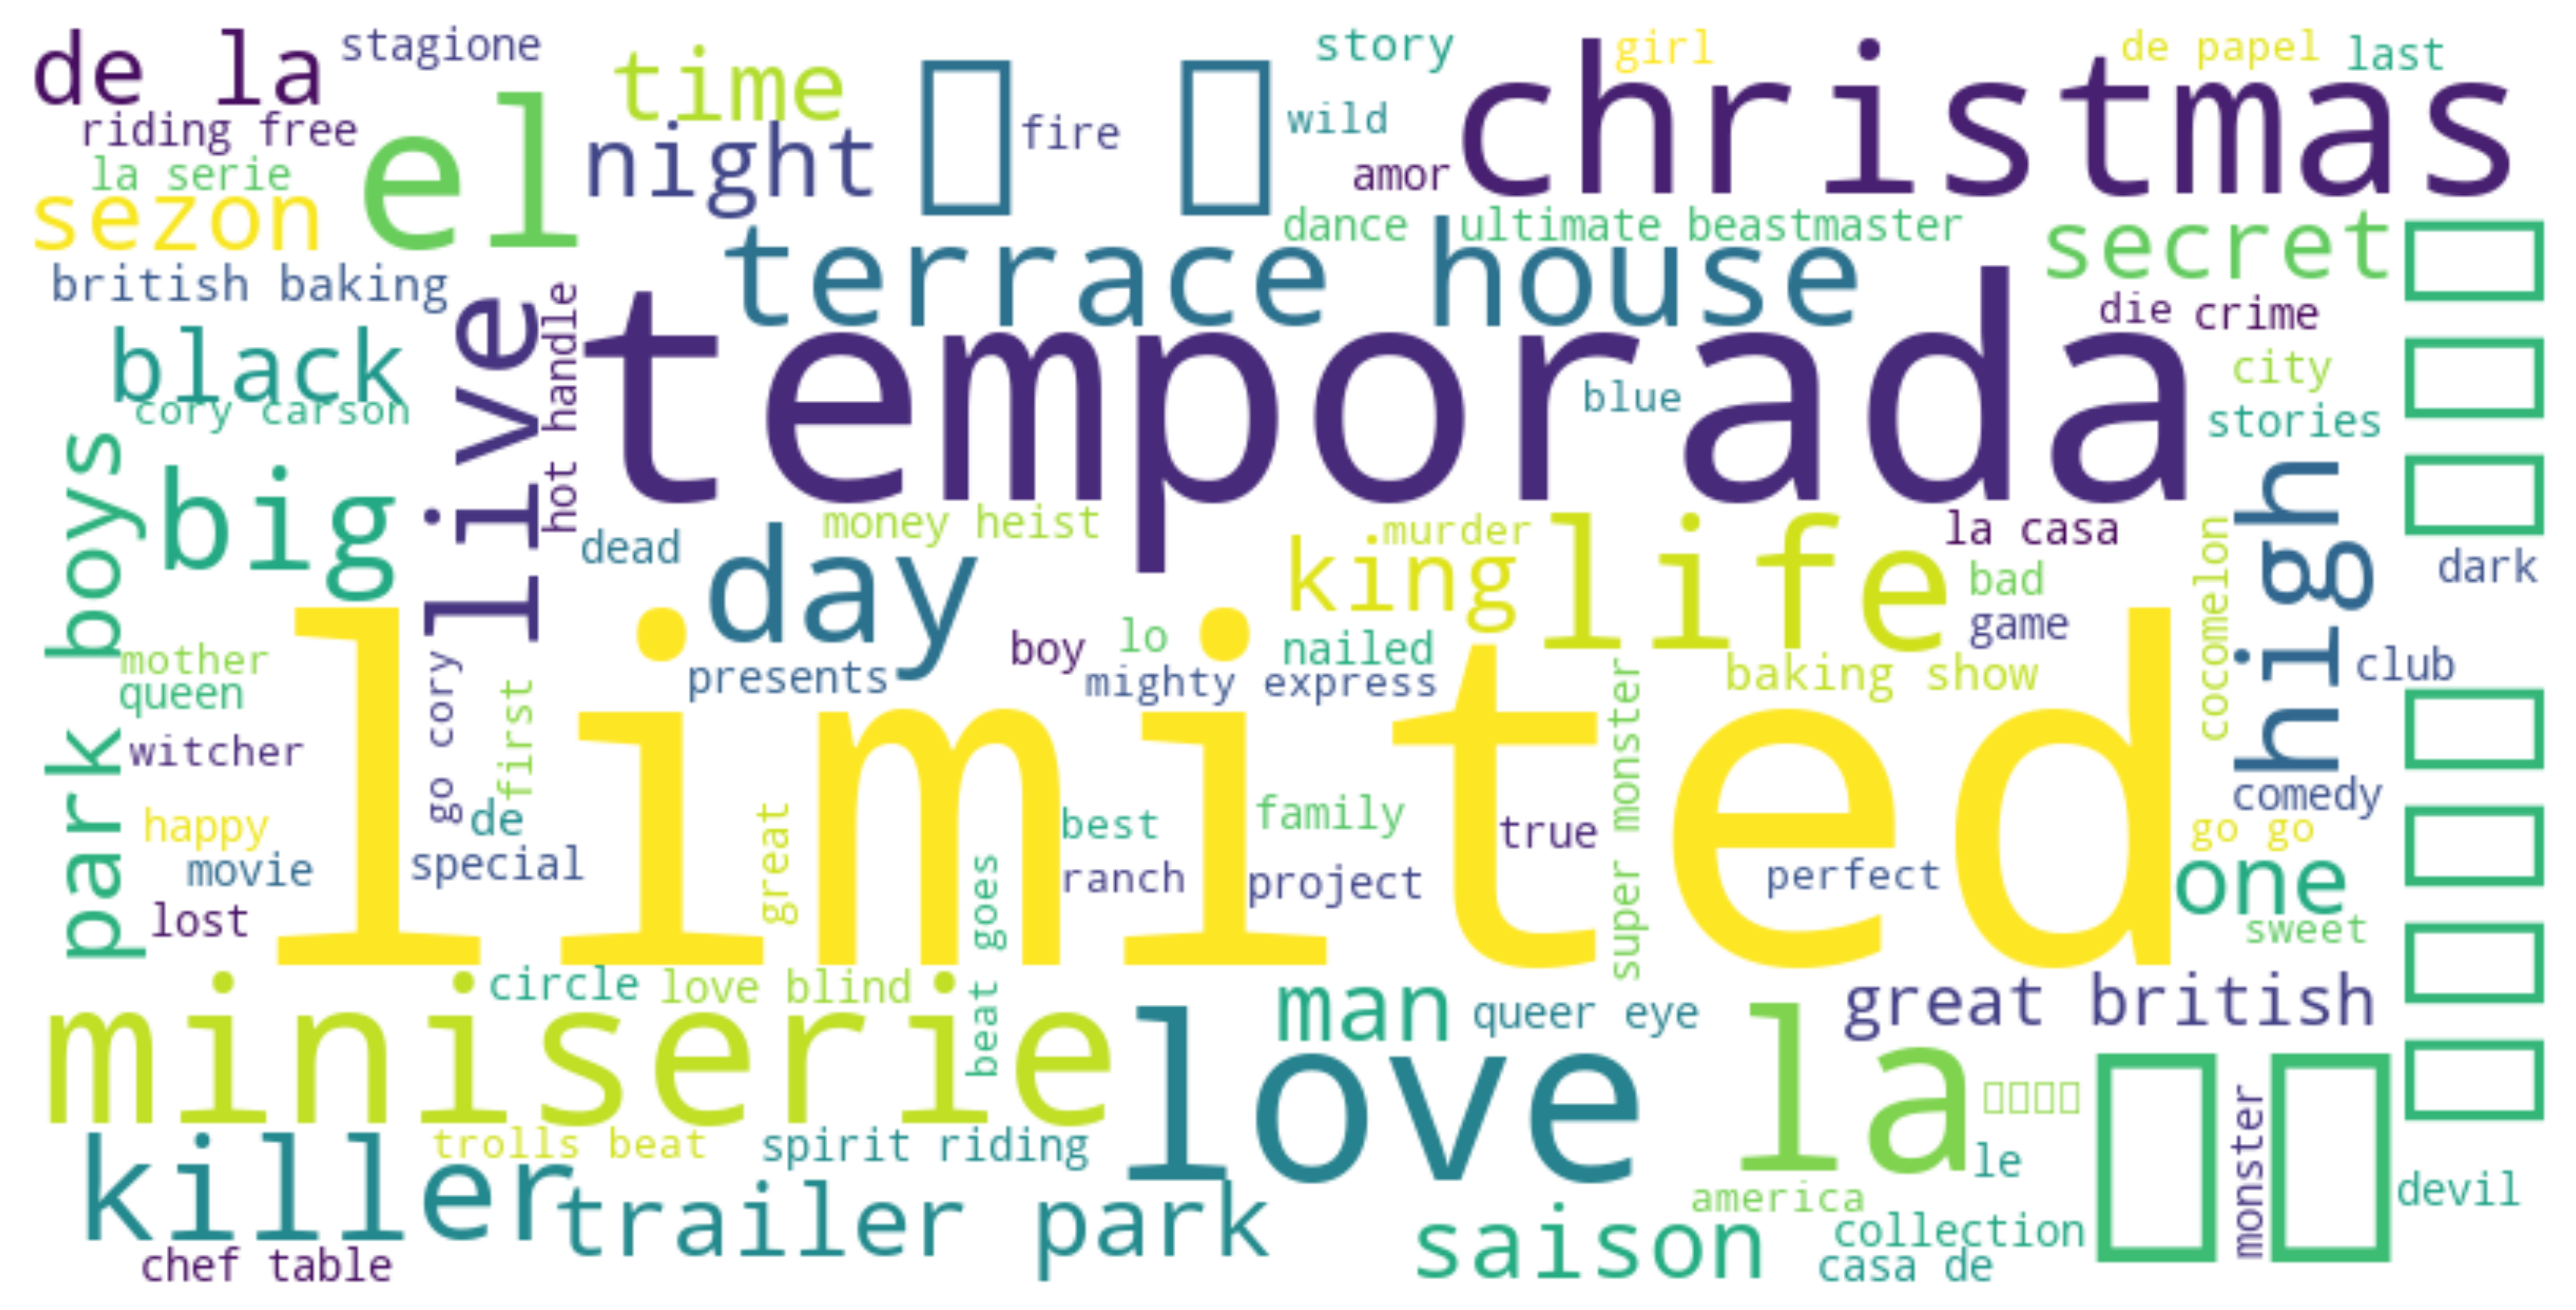 de la
stagione
time
story
girl
christmas
de papel
last
riding free
el
night
fire
wild
amor
la serie
sezon
dance
ultimate beastmaster
secret
british baking
terrace house
die
crime
live
hot handle
temporada
black
cory carson
blue
city
stories
park boys
big
dead
day
money heist
king
murder
life
la casa
bad
game
cocomelon
high
dark
mother
queen
presents
boy
lo
nailed
mighty express
baking show
club
limited
witcher
go cory
first
super monster
happy
de
great
best
family
true
comedy
go go
movie
special
beat goes
ranch
project
perfect
one
lost
sweet
miniserie
circle
love blind
man
queer eye
great british
love
la
killer
trolls beat
spirit riding
le
monster
devil
trailer park
america
saison
collection
chef table
casa de